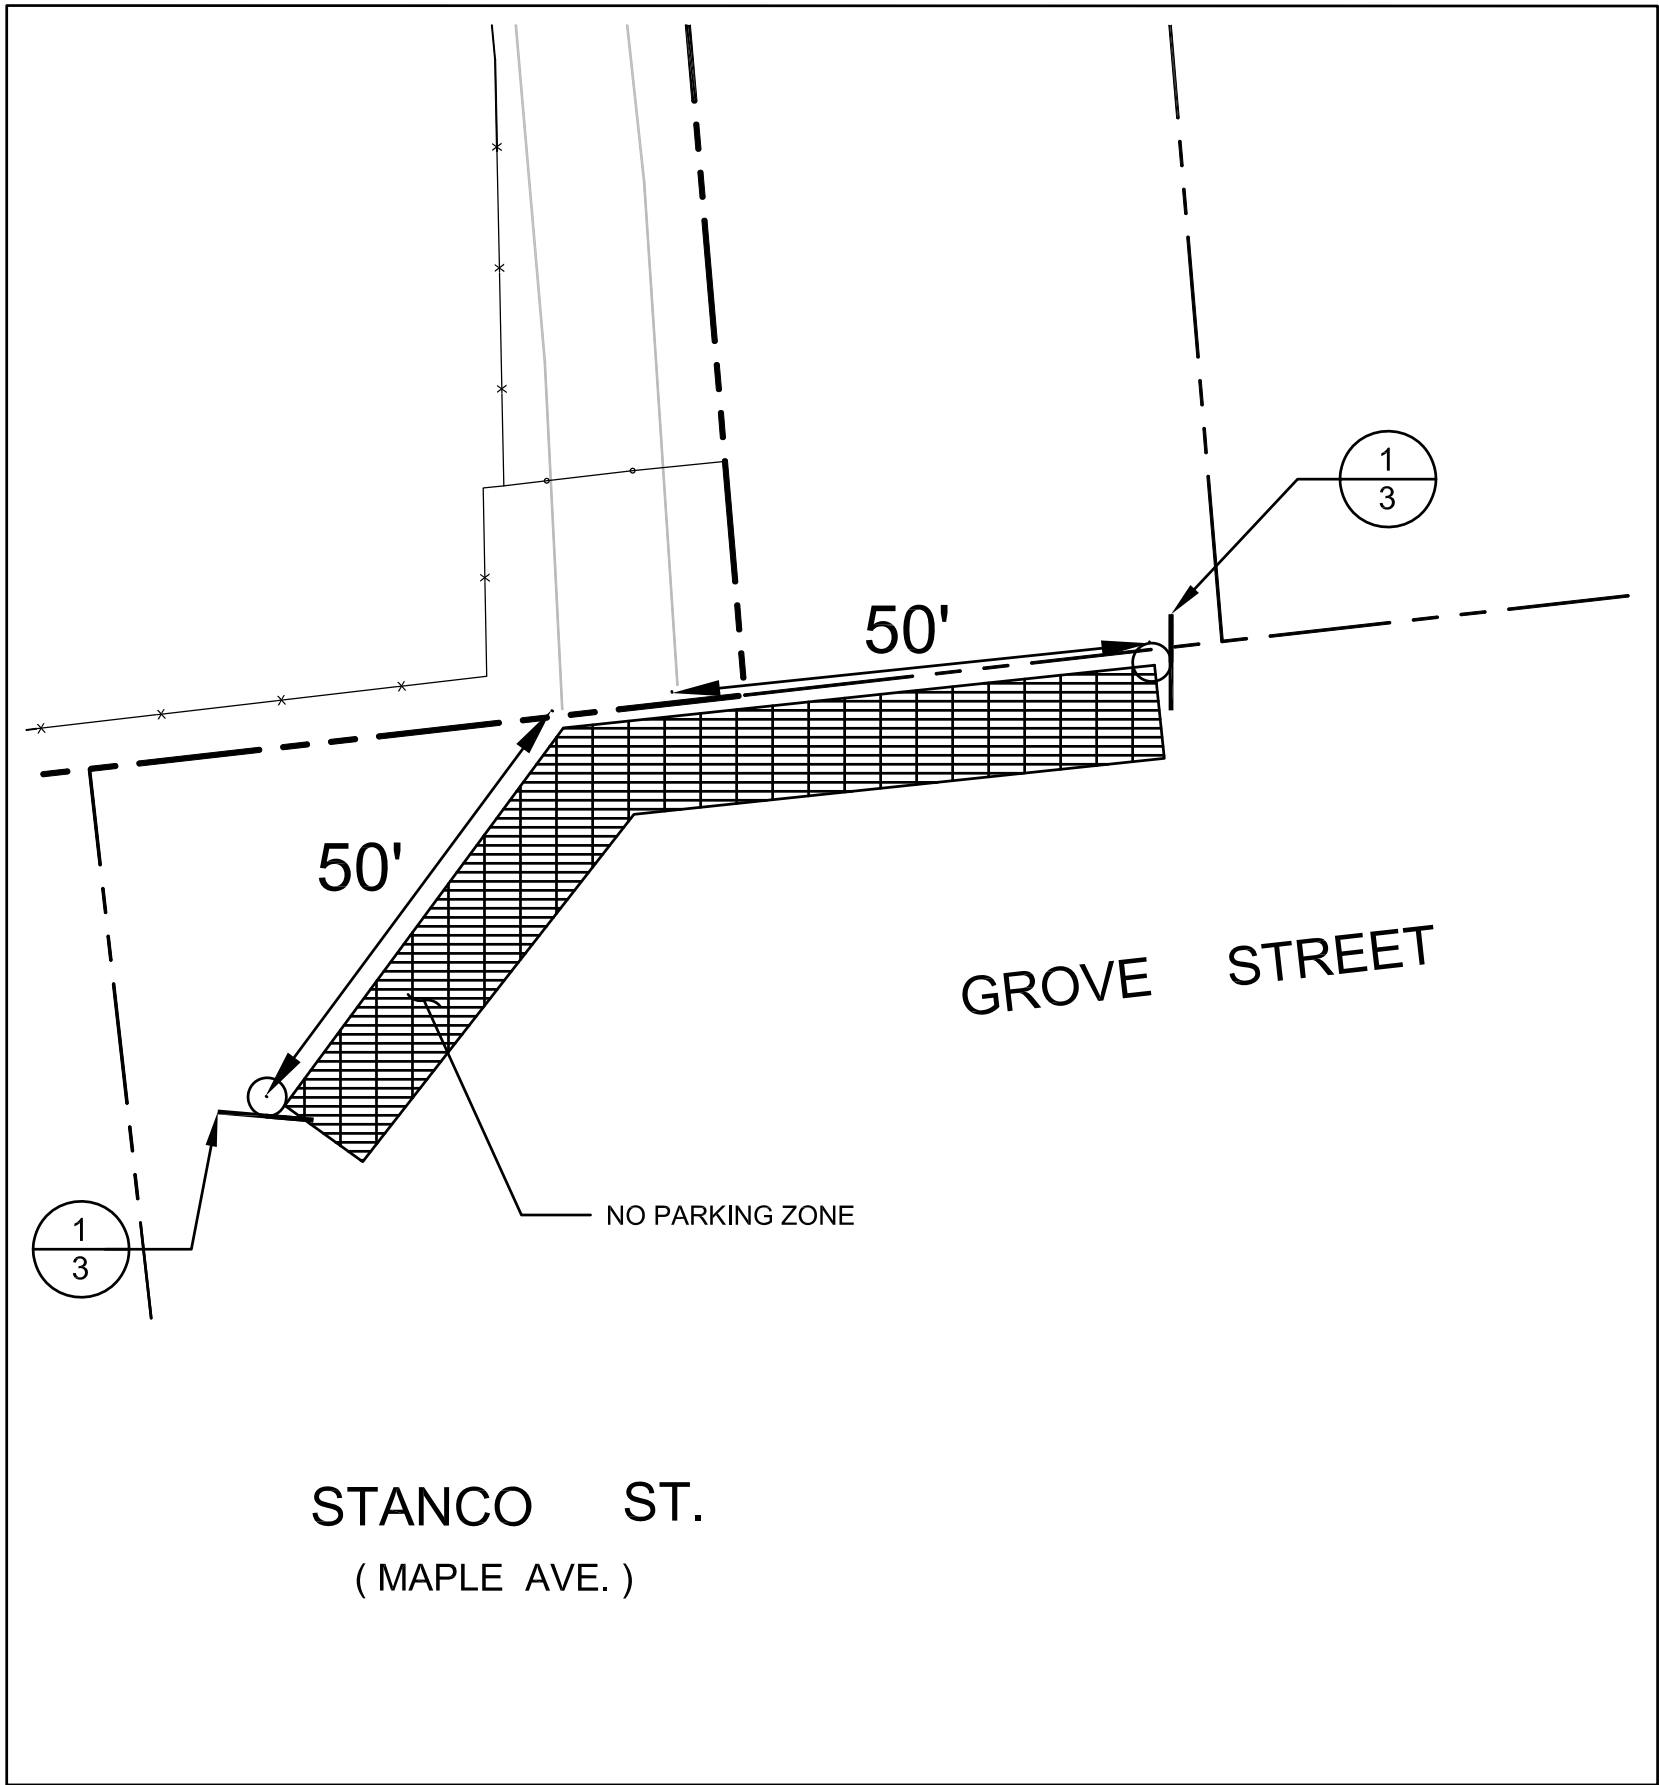 1
3
50'
50'
GROVE STREET
NO PARKING ZONE
1
3
STANCO ST.
( MAPLE AVE. )